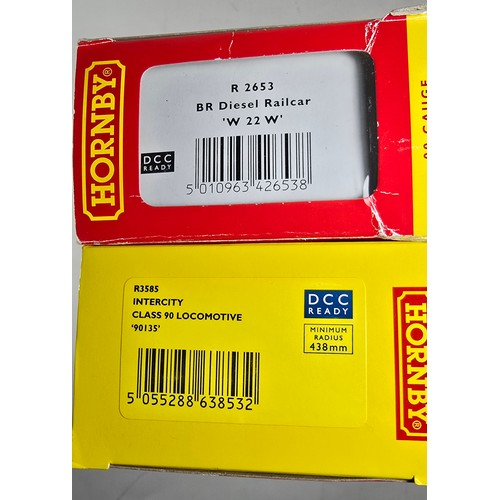 HORNBY®
R 2653
BR Diesel Railcar
'W 22 W'
DCC
READY
5 010963 426538
00 GAUGE
R3585
INTERCITY
CLASS 90 LOCOMOTIVE
'90135'
DCC
READY
MINIMUM
RADIUS
438mm
5 055288 638532
HORNBY®